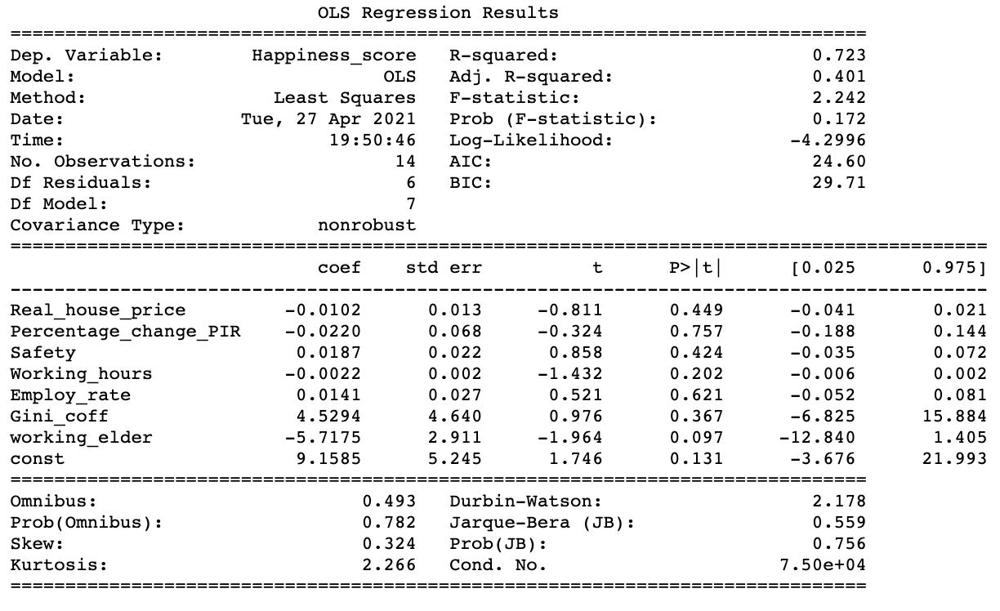 OLS Regression Results
==============================================================================
Dep. Variable: Happiness_score R-squared: 0.723
Model: OLS Adj. R-squared: 0.401
Method: Least Squares F-statistic: 2.242
Date: Tue, 27 Apr 2021 Prob (F-statistic): 0.172
Time: 19:50:46 Log-Likelihood: -4.2996
No. Observations: 14 AIC: 24.60
Df Residuals: 6 BIC: 29.71
Df Model: 7
Covariance Type: nonrobust
=========================================================================================
coef std err t P>|t| [0.025 0.975]
-----------------------------------------------------------------------------------------
Real_house_price -0.0102 0.013 -0.811 0.449 -0.041 0.021
Percentage_change_PIR -0.0220 0.068 -0.324 0.757 -0.188 0.144
Safety 0.0187 0.022 0.858 0.424 -0.035 0.072
Working_hours -0.0022 0.002 -1.432 0.202 -0.006 0.002
Employ_rate 0.0141 0.027 0.521 0.621 -0.052 0.081
Gini_coff 4.5294 4.640 0.976 0.367 -6.825 15.884
working_elder -5.7175 2.911 -1.964 0.097 -12.840 1.405
const 9.1585 5.245 1.746 0.131 -3.676 21.993
==============================================================================
Omnibus: 0.493 Durbin-Watson: 2.178
Prob(Omnibus): 0.782 Jarque-Bera (JB): 0.559
Skew: 0.324 Prob(JB): 0.756
Kurtosis: 2.266 Cond. No. 7.50e+04
==============================================================================